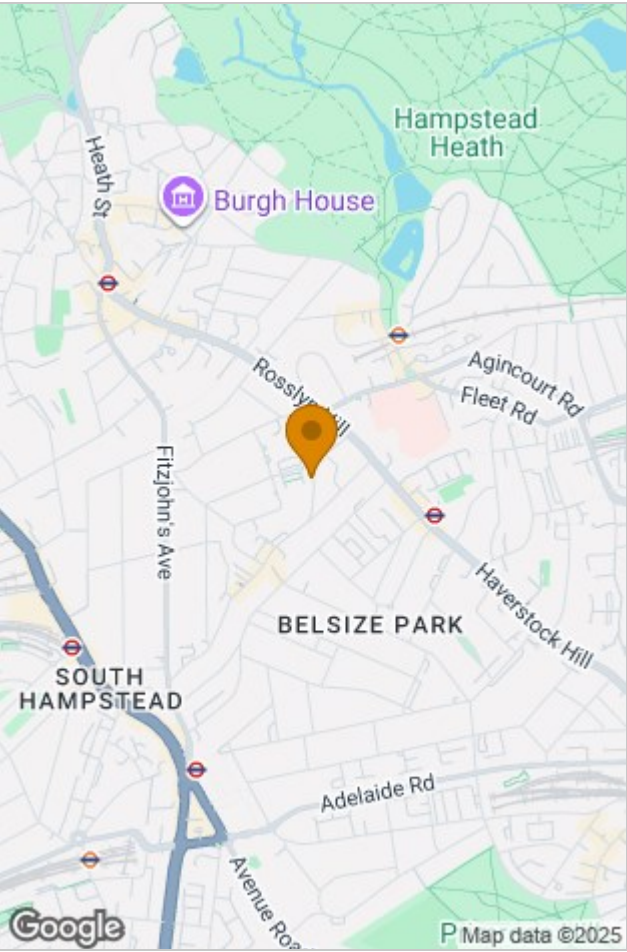 Hampstead
Heath
Heath St
Burgh House
Rosslyn Hill
Agincourt Rd
Fleet Rd
Fitzjohn's Ave
BELSIZE PARK
Haverstock Hill
SOUTH
HAMPSTEAD
Adelaide Rd
Avenue Roa
Google
P
Map data ©2025